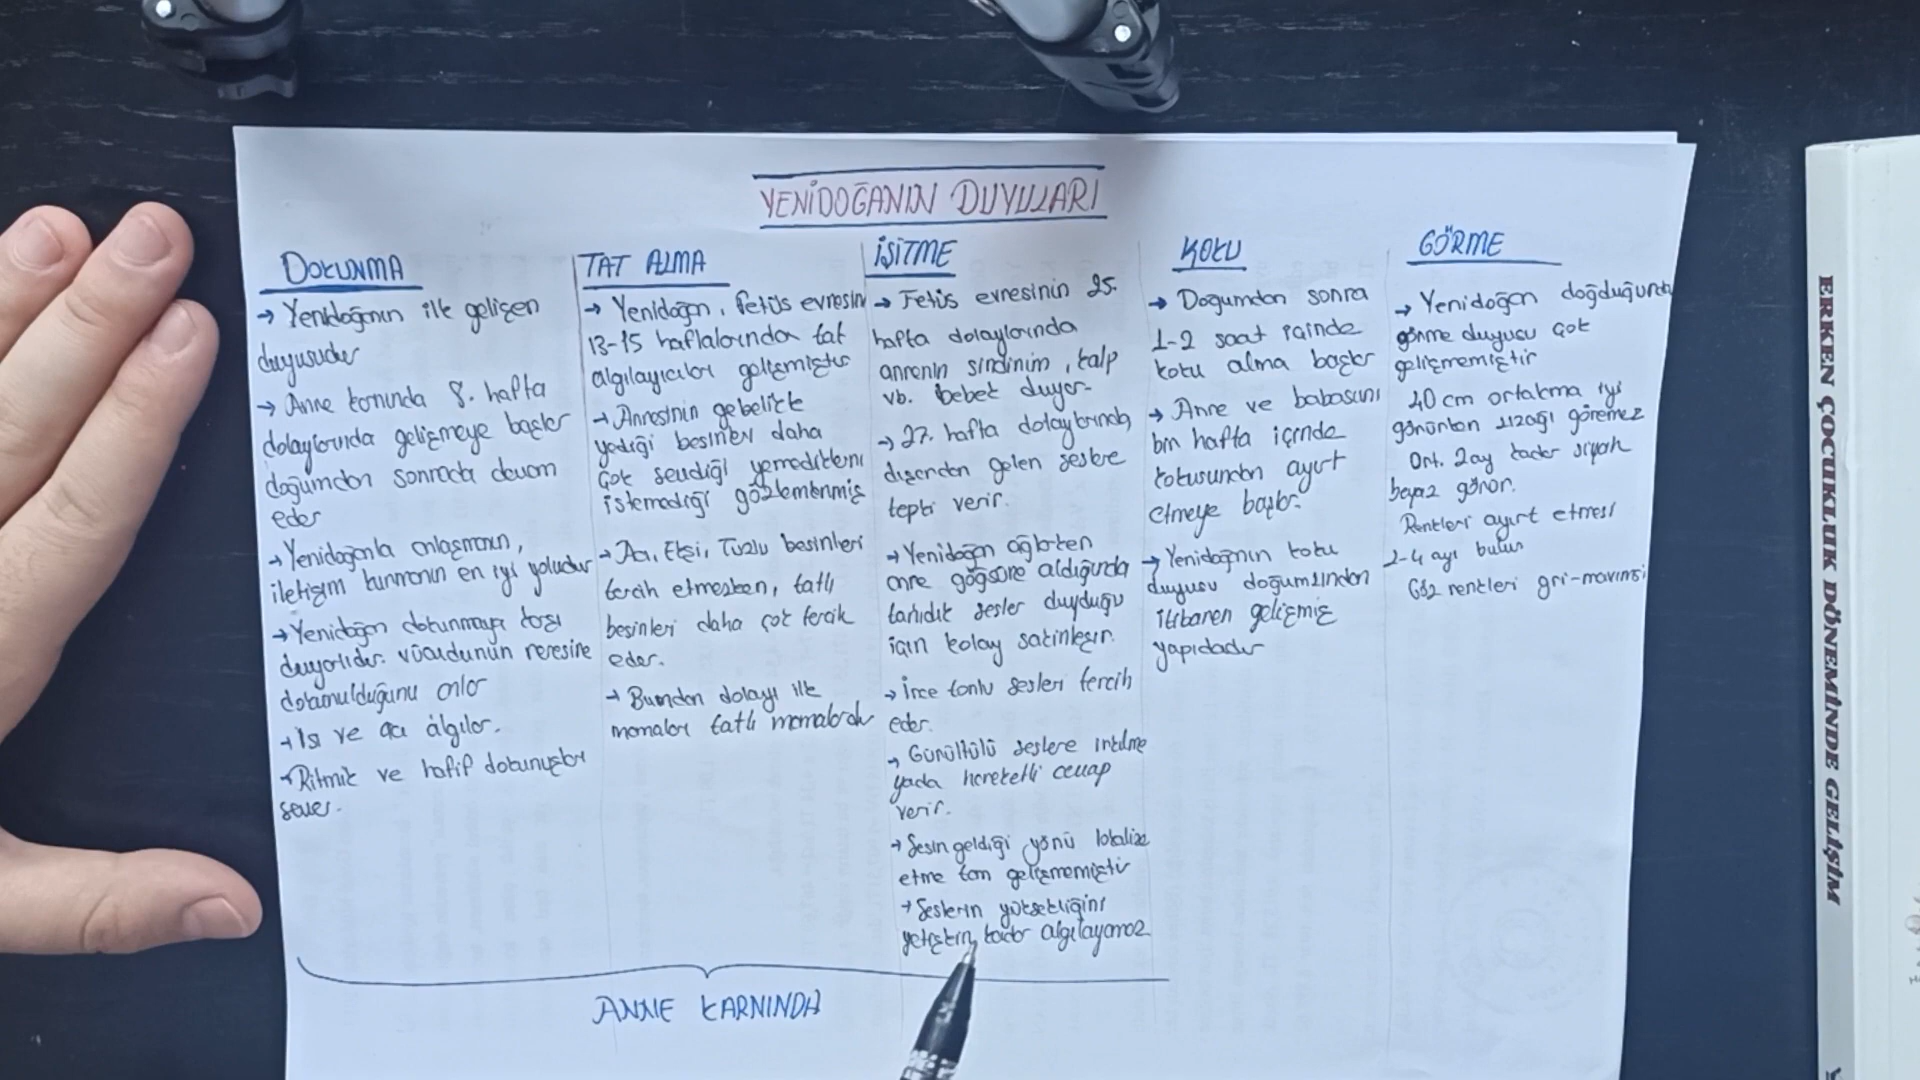 YENİDOĞANIN DUYULARI
DOKUNMA
→ Yenidoğanın ilk gelişen
duyusudur
→ Anne karnında 8. hafta
dolaylarında gelişmeye başlar
doğumdan sonrada devam
eder
→ Yenidoğanla anlaşmanın,
iletişim kurmanın en iyi yoludur
→ Yenidoğan dokunmaya karşı
duyarlıdır. vücudunun neresine
dokunulduğunu anlar
→ Isı ve acı algılar.
→ Ritmik ve hafif dokunuşları
sever.
TAT ALMA
→ Yenidoğan, fetüs evresin
13-15 haftalarında tat
algılayıcıları gelişmiştir
→ Annesinin gebelikte
yediği besinleri daha
çok sevdiği yemediklerini
istemediği gözlemlenmiş
→ Acı, Ekşi, Tuzlu besinleri
tercih etmezken, tatlı
besinleri daha çok tercih
eder.
→ Bundan dolayı ilk
mamaları tatlı mamalardır
İŞİTME
→ Fetüs evresinin 25.
hafta dolaylarında
annenin sindirim, kalp
vb. bebek duyar.
→ 27. hafta dolaylarında
dışarıdan gelen seslere
tepki verir.
→ Yenidoğan ağlarken
anne göğsüne aldığında
tanıdık sesler duyduğu
için kolay sakinleşir.
→ İnce tonlu sesleri tercih
eder.
→ Gürültülü seslere irkilme
yada hareketli cevap
verir.
→ Sesin geldiği yönü lokalize
etme tam gelişmemiştir
→ Seslerin yüksekliğini
yetişkin kadar algılayamaz
KOKU
→ Doğumdan sonra
1-2 saat içinde
koku alma başlar
→ Anne ve babasını
bir hafta içinde
kokusundan ayırt
etmeye başlar.
→ Yenidoğanın koku
duyusu doğumundan
itibaren gelişmiş
yapıdadır
GÖRME
→ Yenidoğan doğduğunda
görme duyusu çok
gelişmemiştir
40 cm ortalama iyi
görürken uzağı göremez
Ort. 2 ay kadar siyah
beyaz görür.
Renkleri ayırt etmesi
2-4 ayı bulur
Göz renkleri gri-mavimsi
ANNE KARNINDA
ERKEN ÇOCUKLUK DÖNEMİNDE GELİŞİM